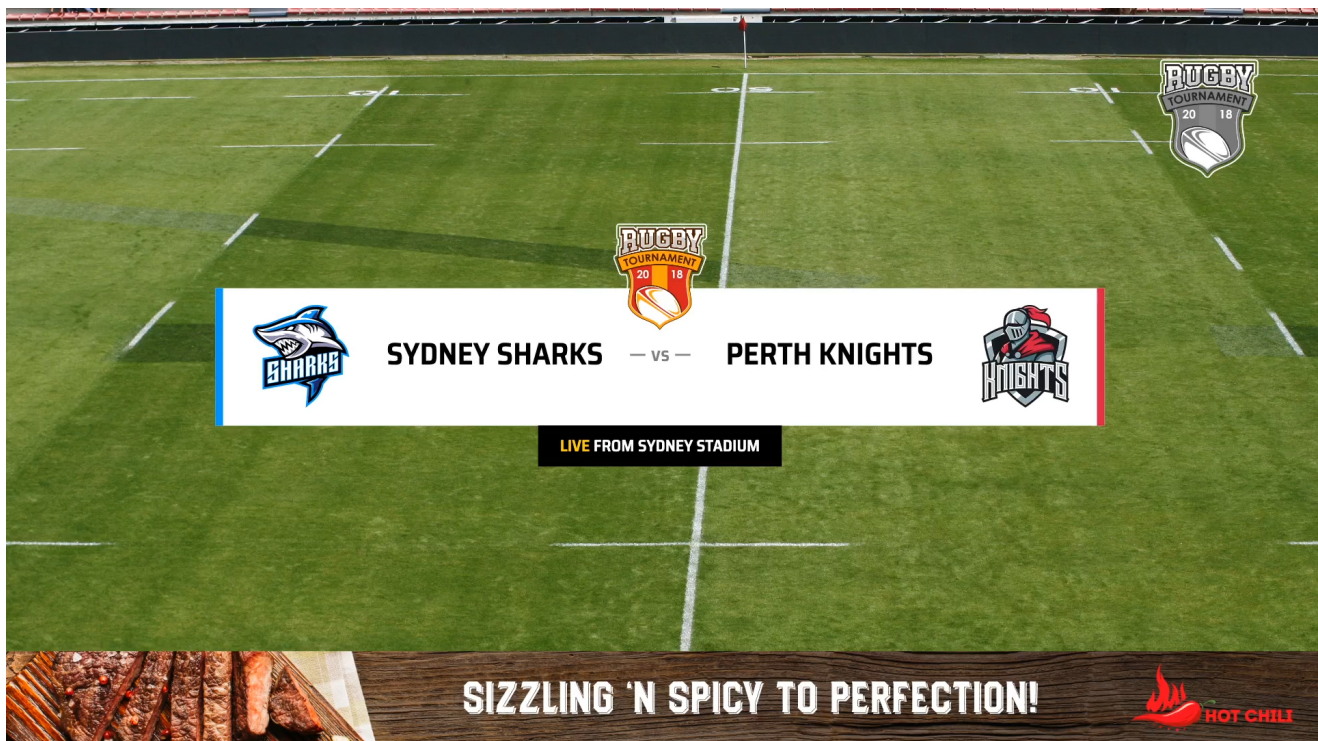 RUGBY
TOURNAMENT
20 18
RUGBY
TOURNAMENT
20 18
SHARKS
SYDNEY SHARKS
— VS —
PERTH KNIGHTS
KNIGHTS
LIVE FROM SYDNEY STADIUM
SIZZLING ‘N SPICY TO PERFECTION!
HOT CHILI